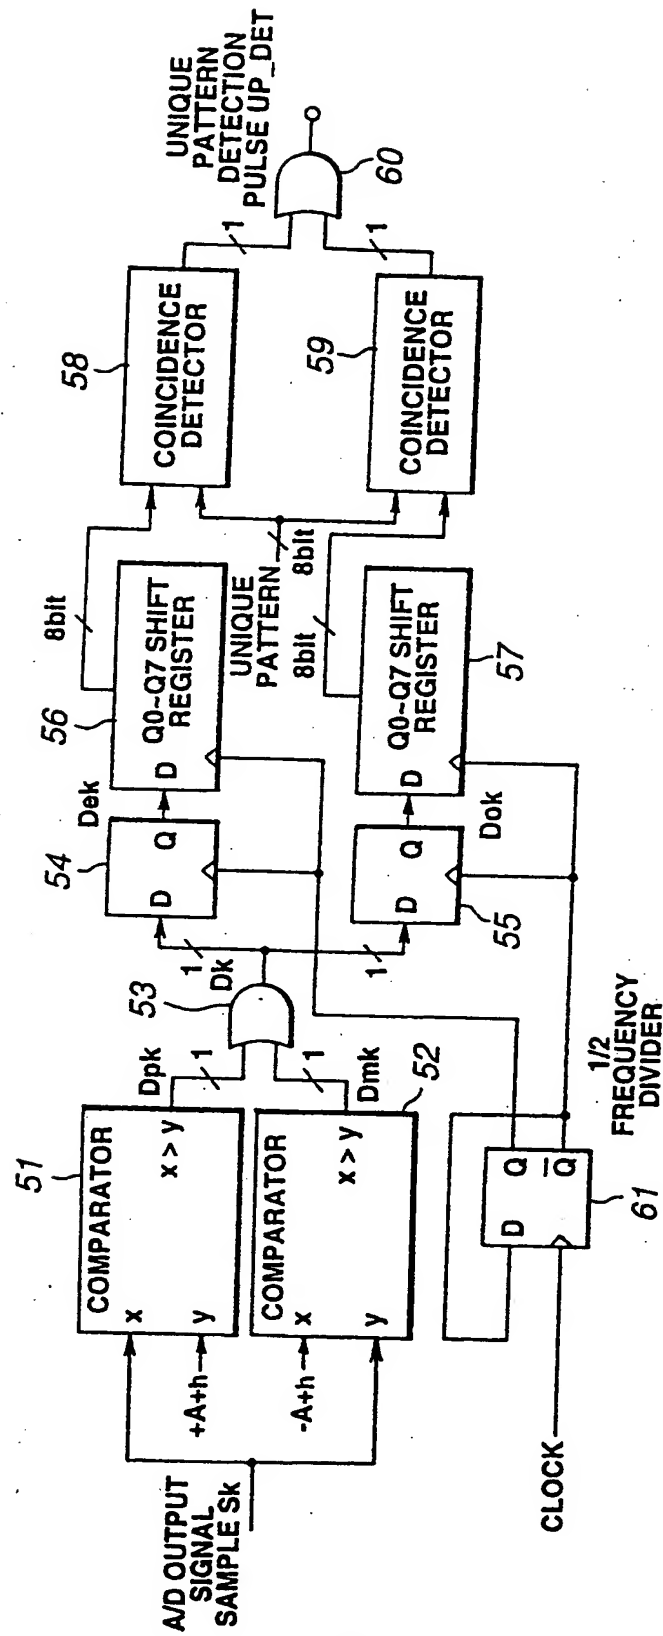 A/D OUTPUT
SIGNAL
SAMPLE Sk
51
COMPARATOR
x
x > y
+A+h
y
Dpk
1
COMPARATOR
-A+h
x
x > y
y
52
Dmk
1
53
Dk
1
1
54
D
Q
Dek
55
D
Q
Dok
56
D
Q0~Q7 SHIFT
REGISTER
57
D
Q0~Q7 SHIFT
REGISTER
8bit
UNIQUE
PATTERN
8bit
8bit
58
COINCIDENCE
DETECTOR
59
COINCIDENCE
DETECTOR
1
1
60
UNIQUE
PATTERN
DETECTION
PULSE UP_DET
CLOCK
D
Q
Q̅
61
1/2
FREQUENCY
DIVIDER